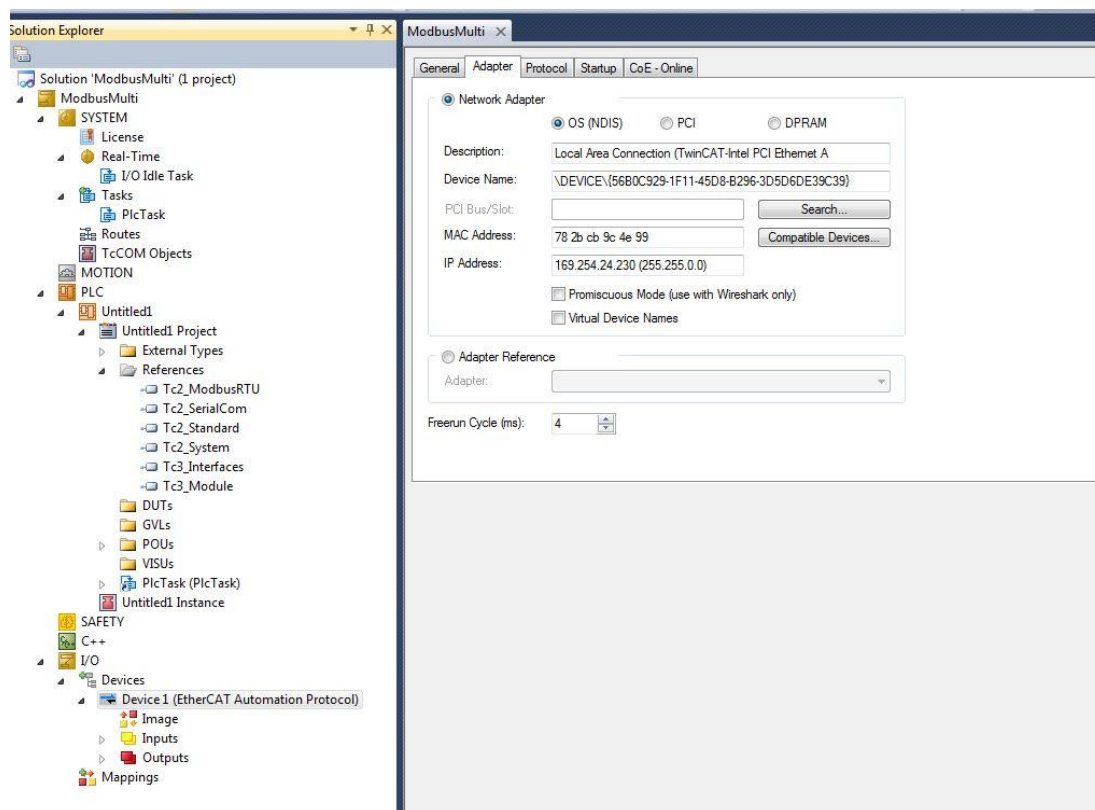 Solution Explorer
Solution 'ModbusMulti' (1 project)
ModbusMulti
SYSTEM
License
Real-Time
I/O Idle Task
Tasks
PlcTask
Routes
TcCOM Objects
MOTION
PLC
Untitled1
Untitled1 Project
External Types
References
Tc2_ModbusRTU
Tc2_SerialCom
Tc2_Standard
Tc2_System
Tc3_Interfaces
Tc3_Module
DUTs
GVLs
POUs
VISUs
PlcTask (PlcTask)
Untitled1 Instance
SAFETY
C++
I/O
Devices
Device 1 (EtherCAT Automation Protocol)
Image
Inputs
Outputs
Mappings
ModbusMulti
General Adapter Protocol Startup CoE - Online
Network Adapter
OS (NDIS) PCI DPRAM
Description: Local Area Connection (TwinCAT-Intel PCI Ethernet A
Device Name: \DEVICE\{56B0C929-1F11-45D8-B296-3D5D6DE39C39}
PCI Bus/Slot: Search...
MAC Address: 78 2b cb 9c 4e 99 Compatible Devices...
IP Address: 169.254.24.230 (255.255.0.0)
Promiscuous Mode (use with Wireshark only)
Virtual Device Names
Adapter Reference
Adapter:
Freerun Cycle (ms): 4